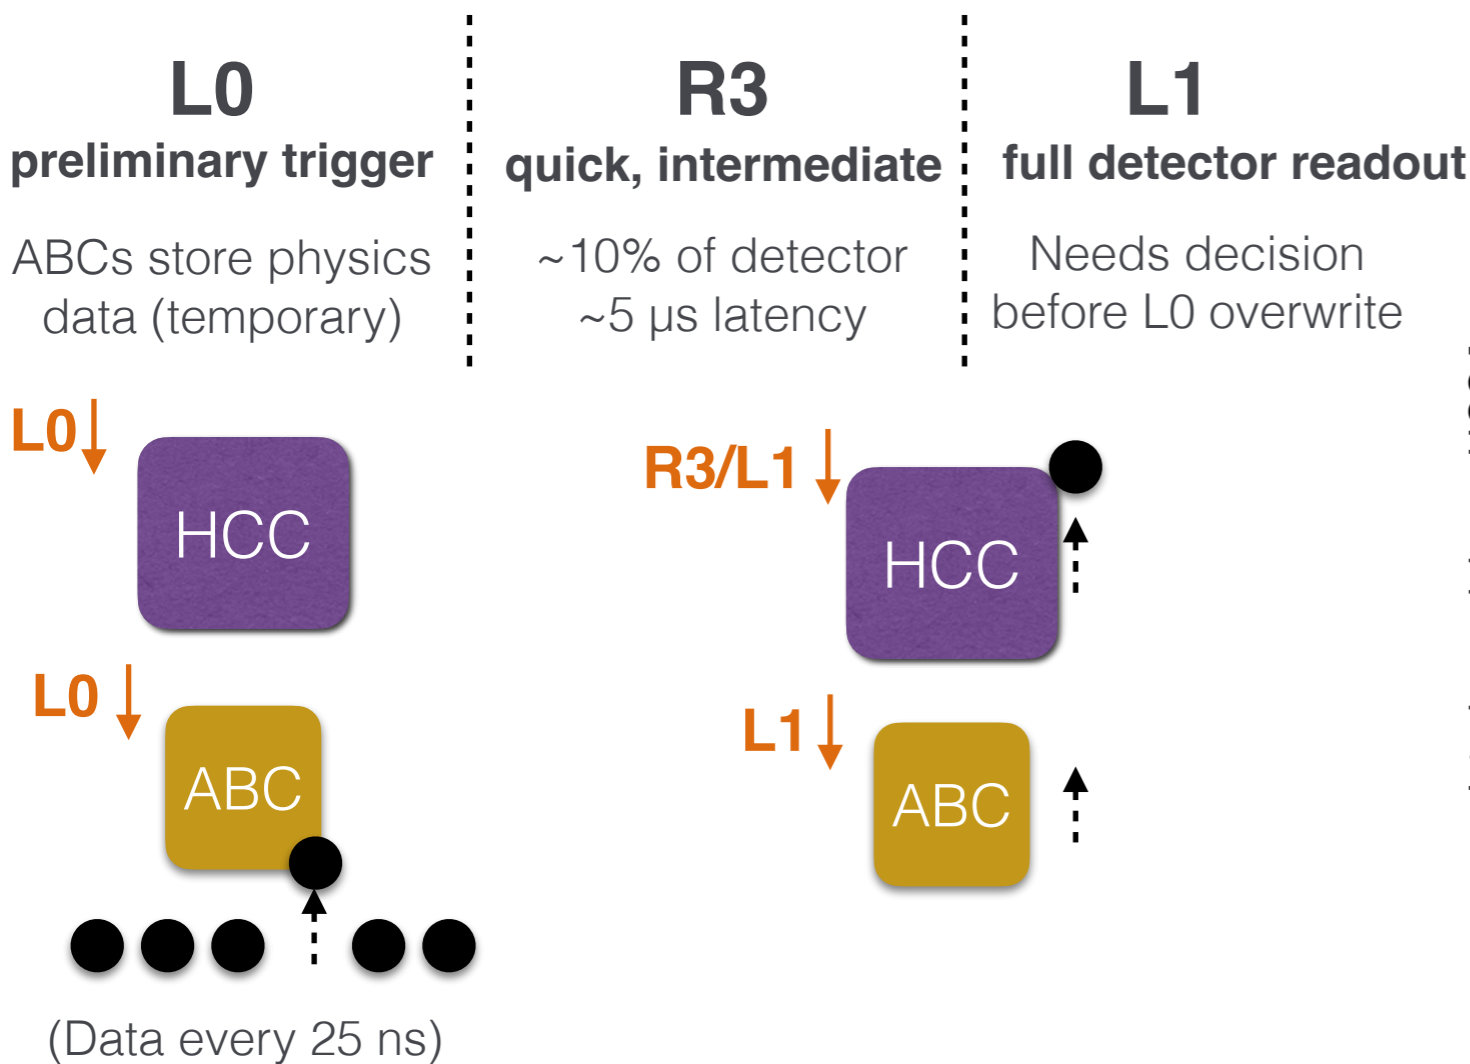 L0
preliminary trigger
ABCs store physics
data (temporary)
R3
quick, intermediate
~10% of detector
~5 µs latency
L1
full detector readout
Needs decision
before L0 overwrite
L0
HCC
L0
ABC
(Data every 25 ns)
R3/L1
HCC
L1
ABC